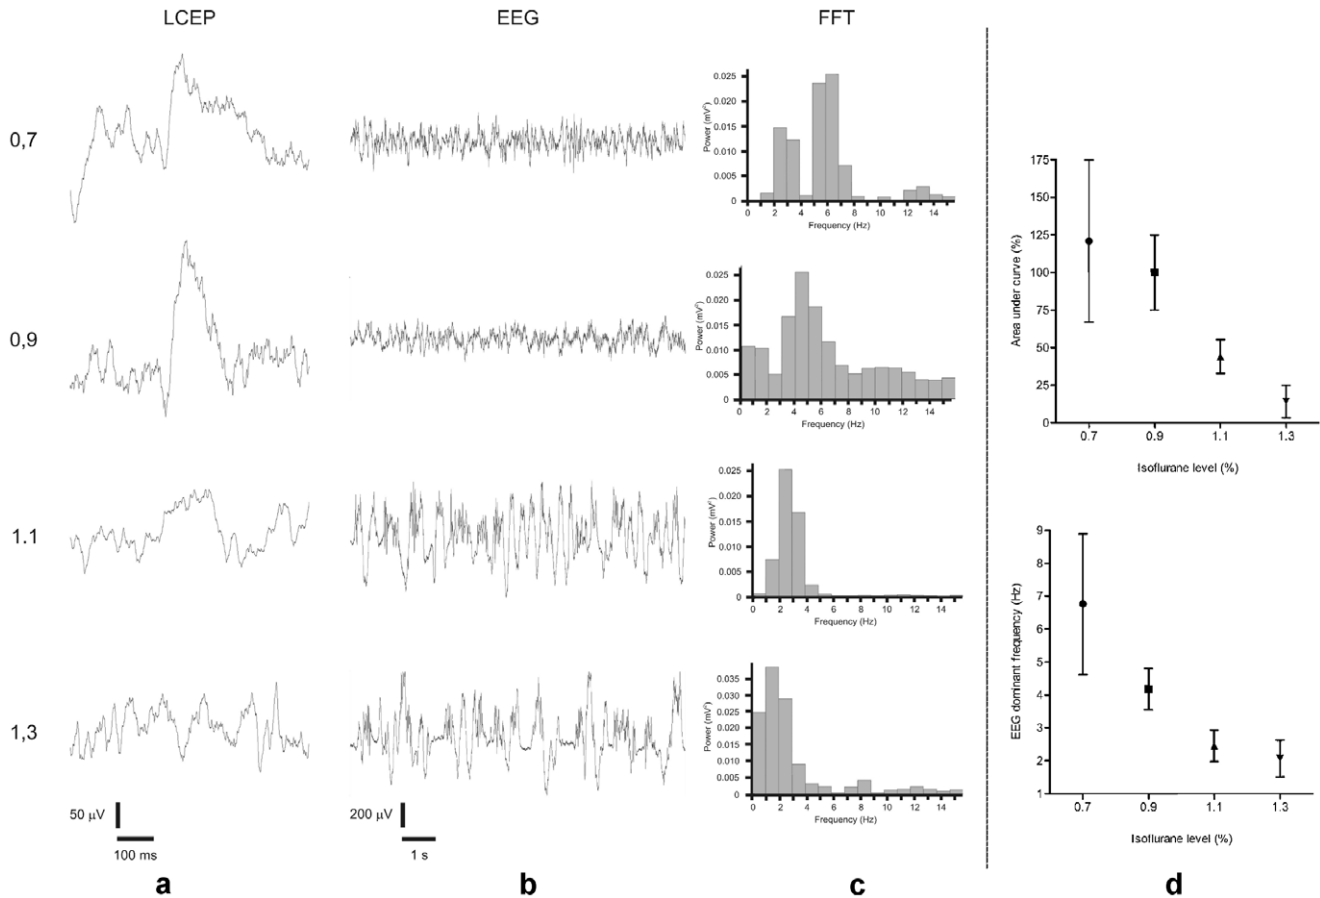 LCEP EEG FFT
0,7
0.025
0.020
0.015
0.010
0.005
0
Power (mV²)
0 2 4 6 8 10 12 14
Frequency (Hz)
0,9
0.025
0.020
0.015
0.010
0.005
0
Power (mV²)
0 2 4 6 8 10 12 14
Frequency (Hz)
1.1
0.025
0.020
0.015
0.010
0.005
0
Power (mV²)
0 2 4 6 8 10 12 14
Frequency (Hz)
1,3
0.035
0.030
0.025
0.020
0.015
0.010
0.005
0
Power (mV²)
0 2 4 6 8 10 12 14
Frequency (Hz)
50 μV
100 ms
200 μV
1 s
175
150
125
100
75
50
25
0
Area under curve (%)
0.7 0.9 1.1 1.3
Isoflurane level (%)
9
8
7
6
5
4
3
2
1
EEG dominant frequency (Hz)
0.7 0.9 1.1 1.3
Isoflurane level (%)
a b c d